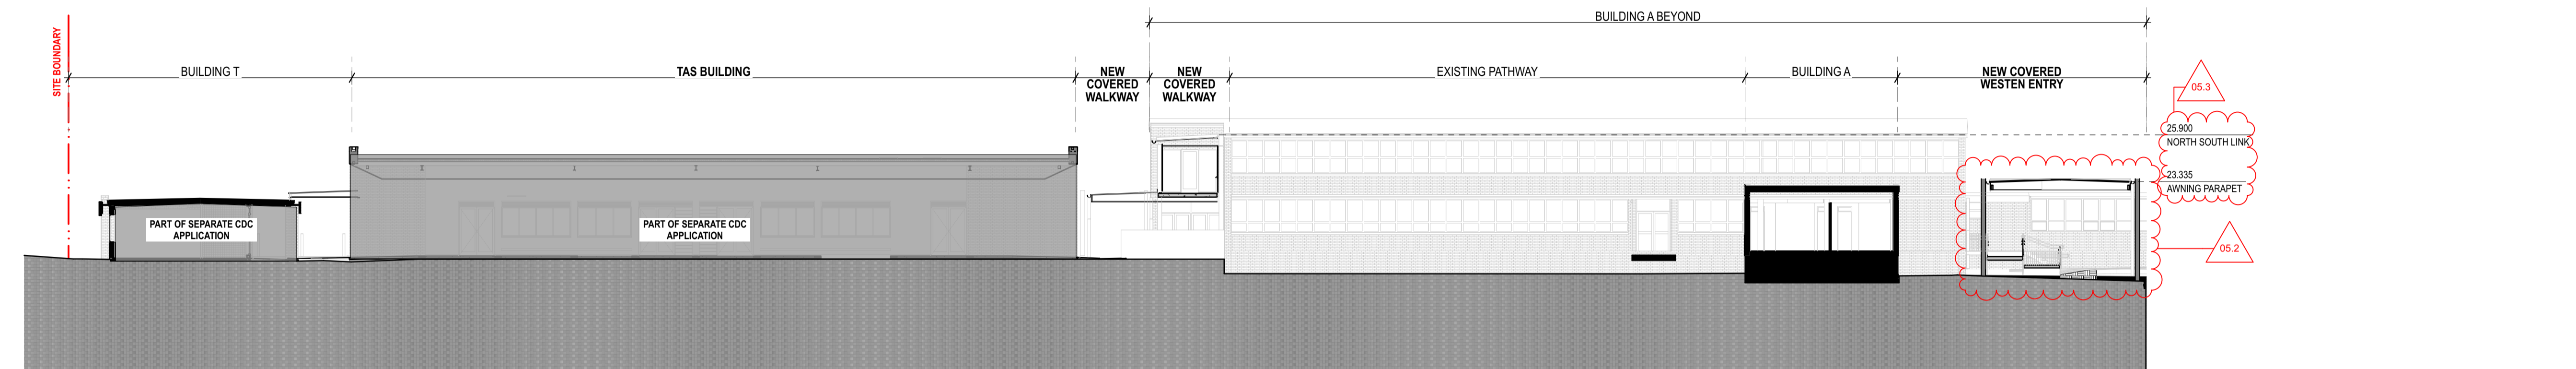 BUILDING A BEYOND
SITE BOUNDARY
BUILDING T
TAS BUILDING
NEW
COVERED
WALKWAY
NEW
COVERED
WALKWAY
EXISTING PATHWAY
BUILDING A
NEW COVERED
WESTEN ENTRY
05.3
25.900
NORTH SOUTH LINK
23.335
AWNING PARAPET
PART OF SEPARATE CDC
APPLICATION
PART OF SEPARATE CDC
APPLICATION
05.2